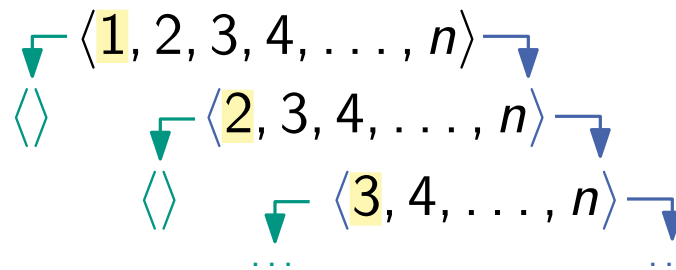 ⟨1, 2, 3, 4, . . . , n⟩
⟨⟩ ⟨2, 3, 4, . . . , n⟩
⟨⟩ ⟨3, 4, . . . , n⟩
. . . . .